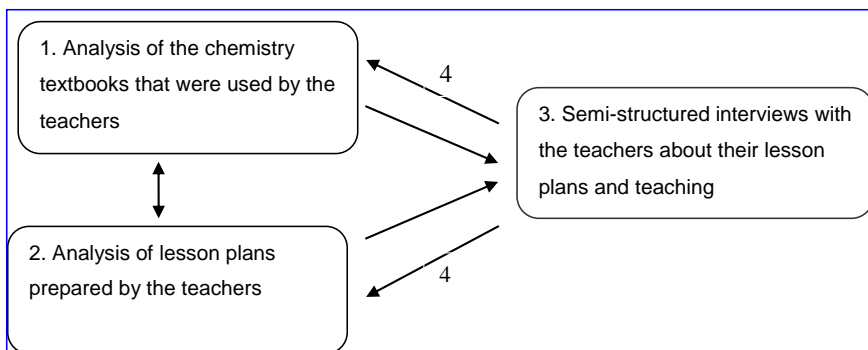 1. Analysis of the chemistry
textbooks that were used by the
teachers
4
3. Semi-structured interviews with
the teachers about their lesson
plans and teaching
2. Analysis of lesson plans
prepared by the teachers
4